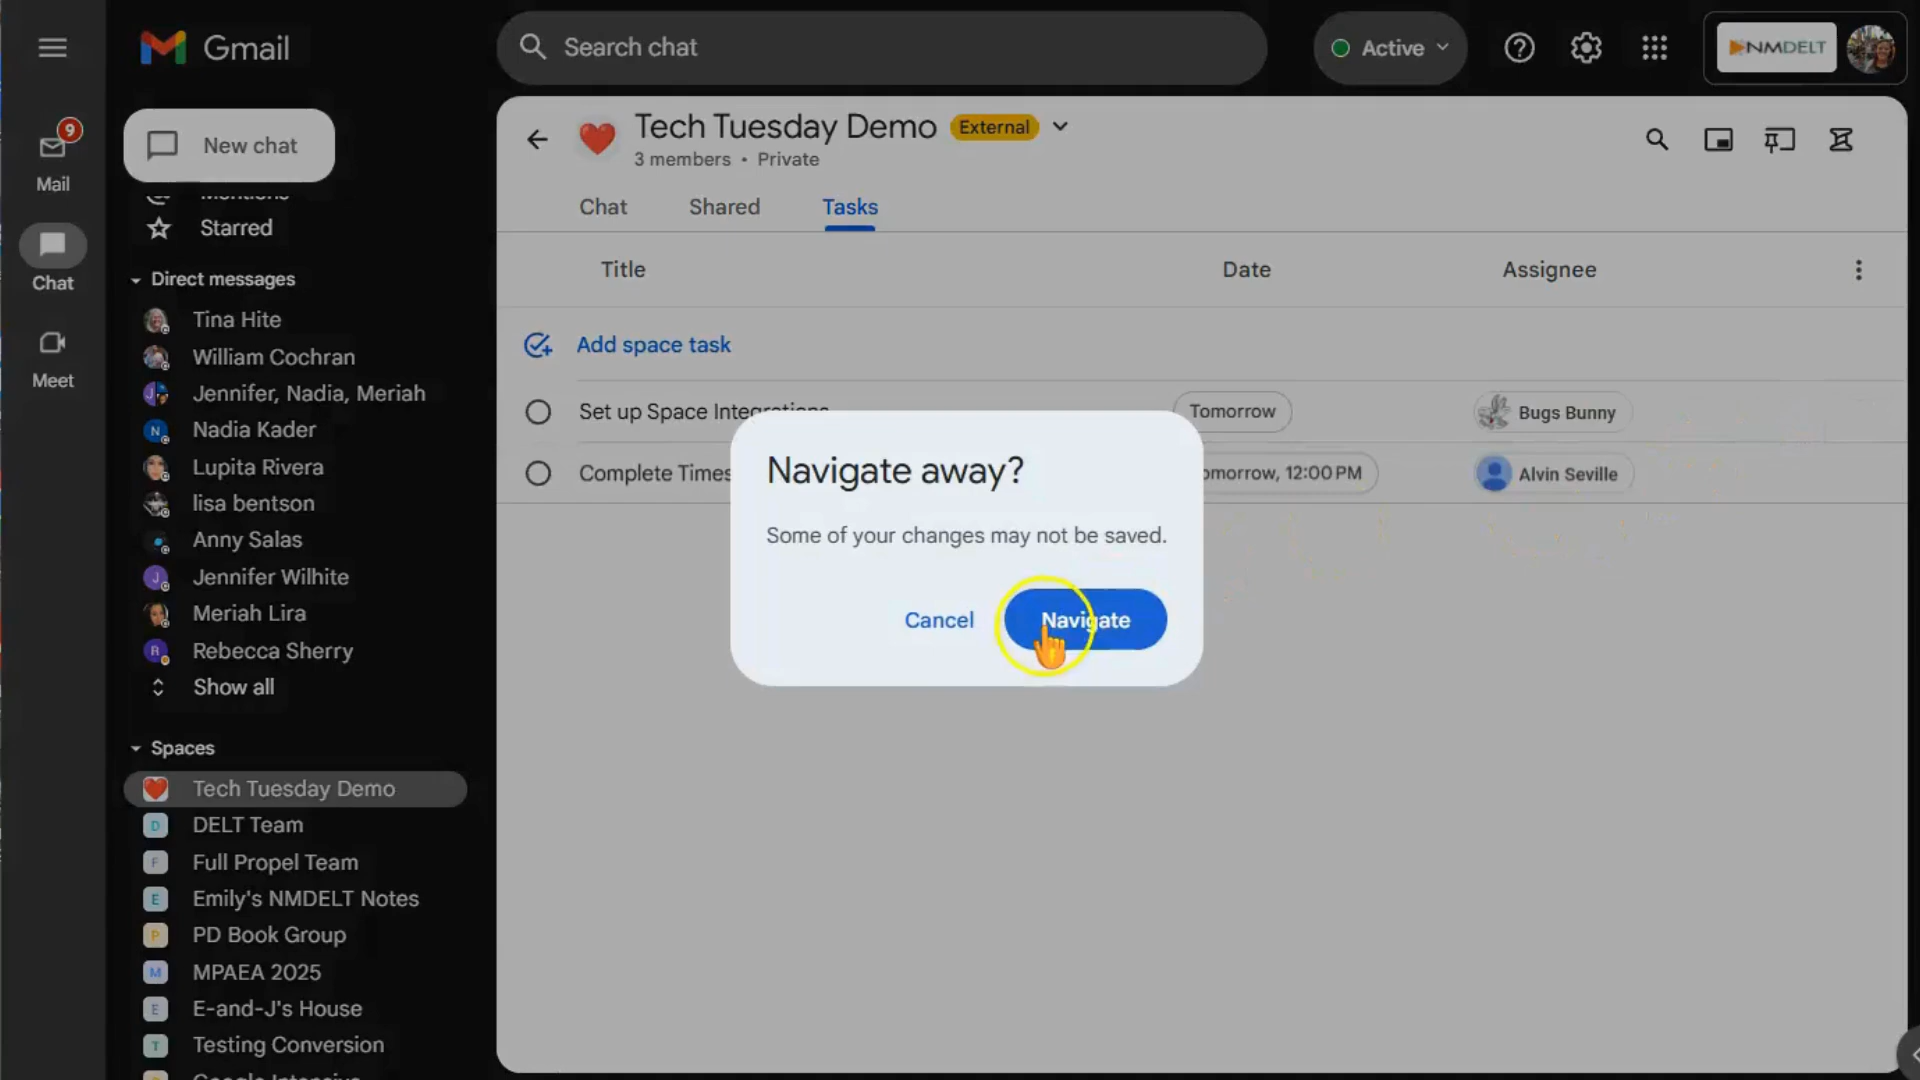 Gmail
Search chat
Active
NMDELT
9
Mail
Chat
Meet
New chat
Mentions
Starred
Direct messages
Tina Hite
William Cochran
Jennifer, Nadia, Meriah
Nadia Kader
Lupita Rivera
lisa bentson
Anny Salas
Jennifer Wilhite
Meriah Lira
Rebecca Sherry
Show all
Spaces
Tech Tuesday Demo
DELT Team
Full Propel Team
Emily's NMDELT Notes
PD Book Group
MPAEA 2025
E-and-J's House
Testing Conversion
Tech Tuesday Demo External
3 members • Private
Chat Shared Tasks
Title Date Assignee
Add space task
Set up Space Integrations Tomorrow Bugs Bunny
Complete Times omorrow, 12:00 PM Alvin Seville
Navigate away?
Some of your changes may not be saved.
Cancel Navigate